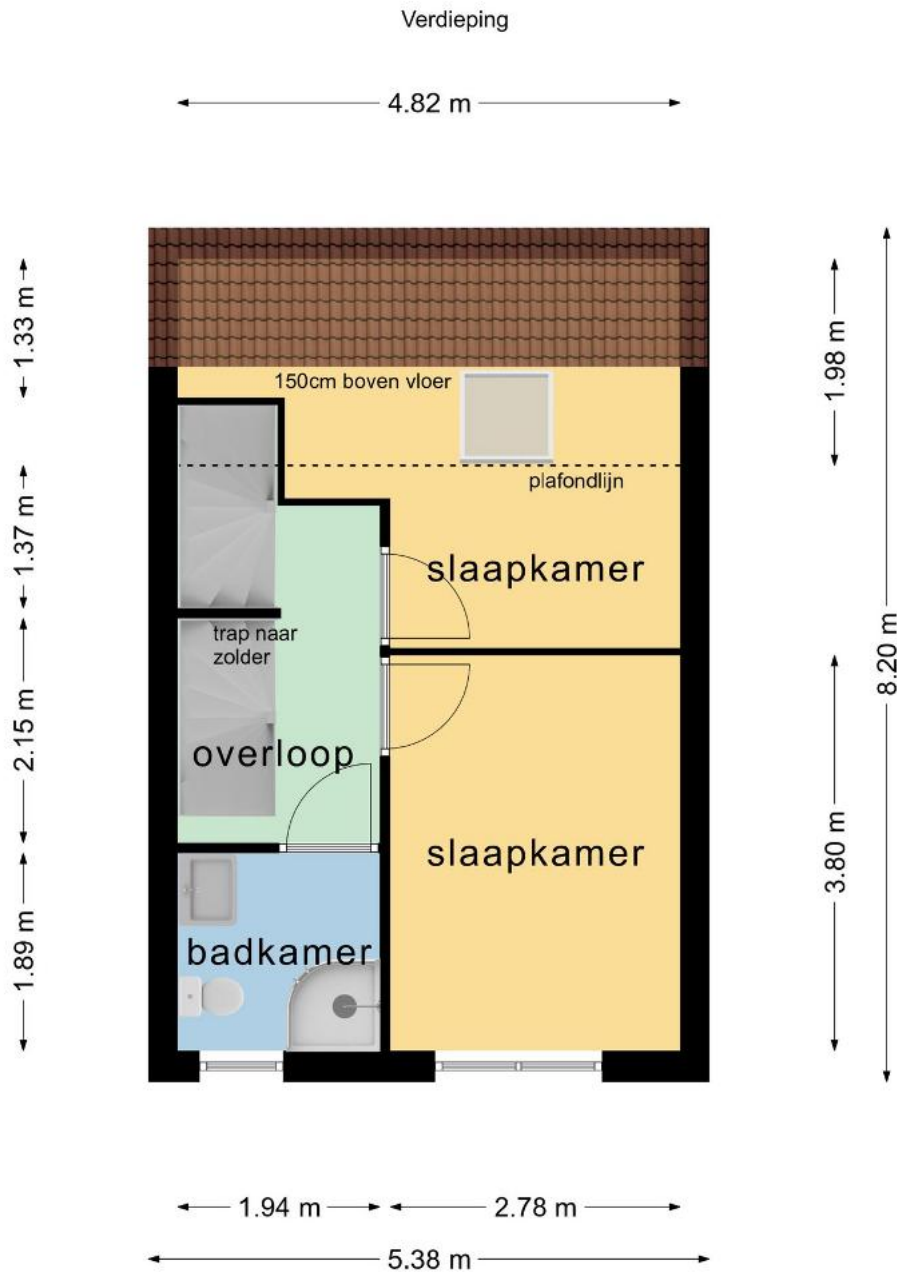 Verdieping
4.82 m
1.33 m
1.98 m
150cm boven vloer
plafondlijn
1.37 m
slaapkamer
trap naar
zolder
8.20 m
2.15 m
overloop
slaapkamer
3.80 m
badkamer
1.89 m
1.94 m
2.78 m
5.38 m